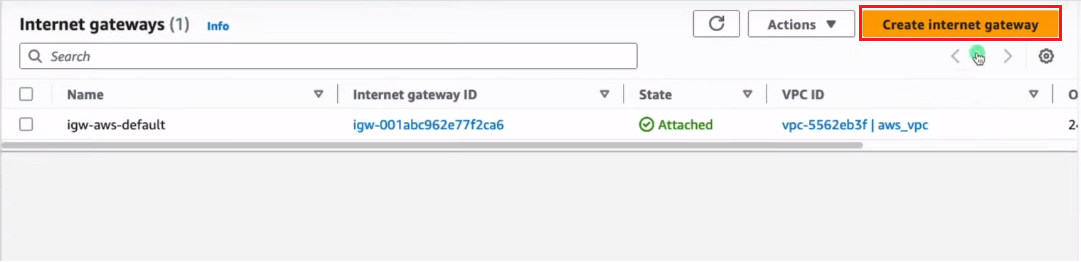 Internet gateways (1) Info Actions ▼ Create internet gateway
Search
Name Internet gateway ID State VPC ID O
igw-aws-default igw-001abc962e77f2ca6 Attached vpc-5562eb3f | aws_vpc 24